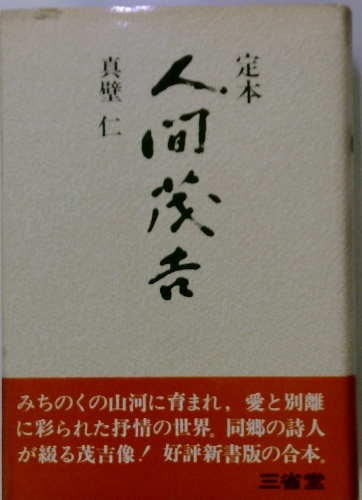 定本
人間茂吉
真壁 仁
みちのくの山河に育まれ，愛と別離
に彩られた抒情の世界。同郷の詩人
が綴る茂吉像！ 好評新書版の合本。
三省堂